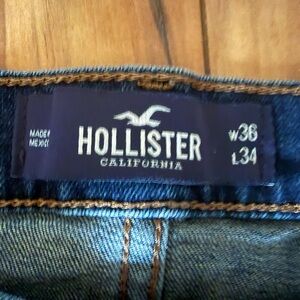 MADE IN
MEXICO
HOLLISTER
CALIFORNIA
W36
L34